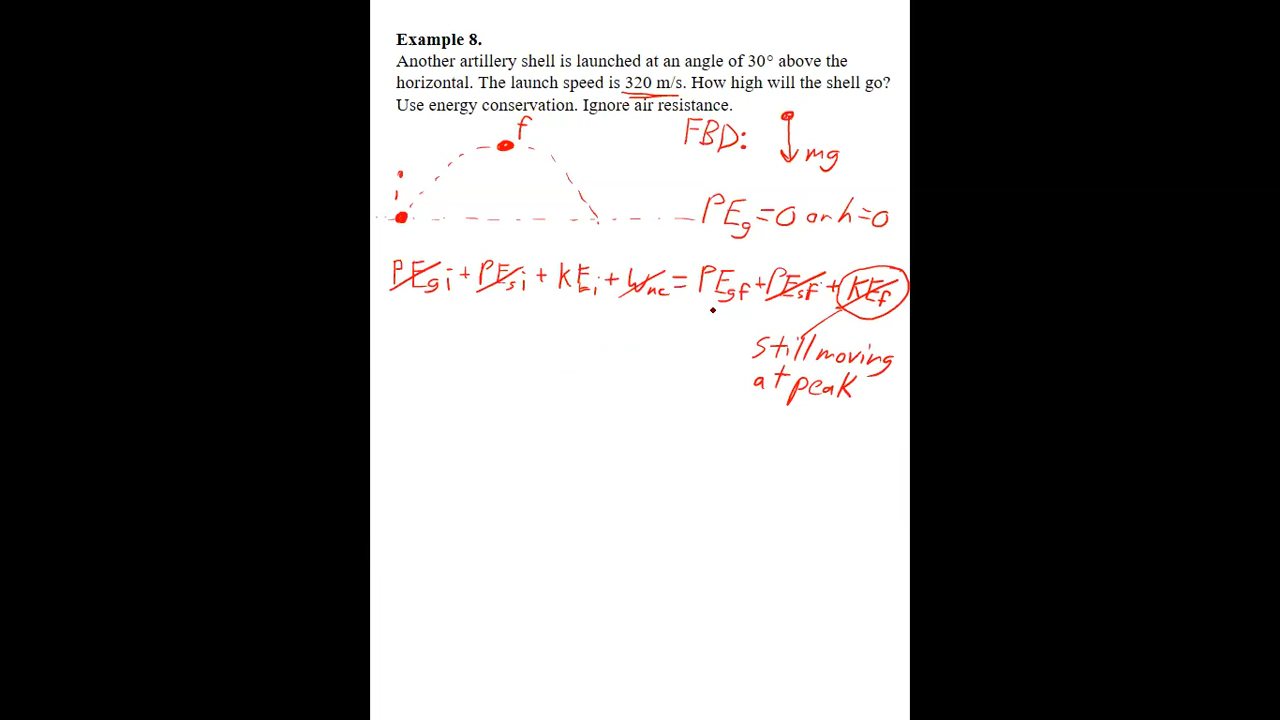 Example 8.
Another artillery shell is launched at an angle of 30° above the
horizontal. The launch speed is 320 m/s. How high will the shell go?
Use energy conservation. Ignore air resistance.
f
FBD:
mg
i
PEg=0 or h=0
PEgi + PEsi + KEi + Wnc = PEgf + PEsf + KEf
still moving
at peak